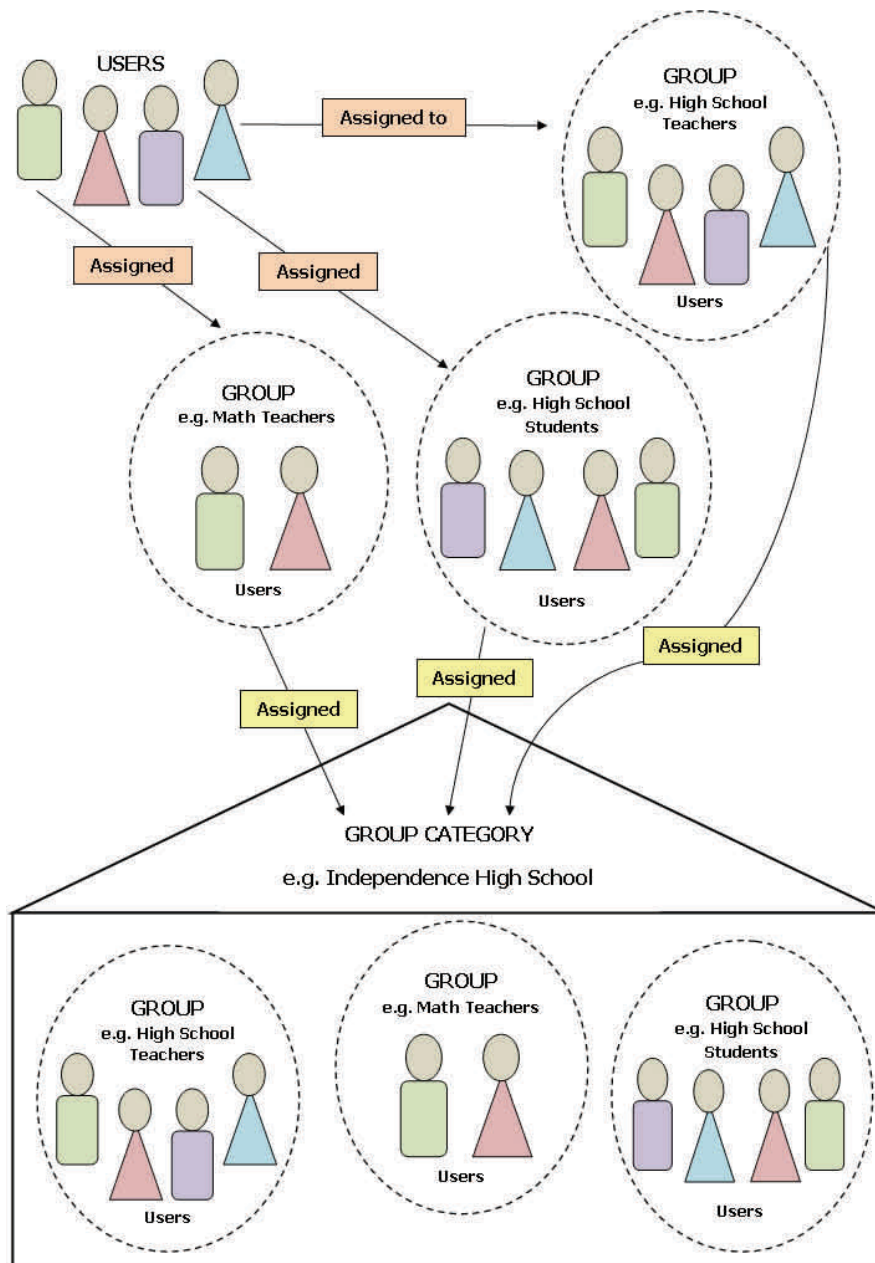 USERS
Assigned to
GROUP
e.g. High School
Teachers
Users
Assigned
Assigned
GROUP
e.g. Math Teachers
Users
GROUP
e.g. High School
Students
Users
Assigned
Assigned
Assigned
GROUP CATEGORY
e.g. Independence High School
GROUP
e.g. High School
Teachers
Users
GROUP
e.g. Math Teachers
Users
GROUP
e.g. High School
Students
Users